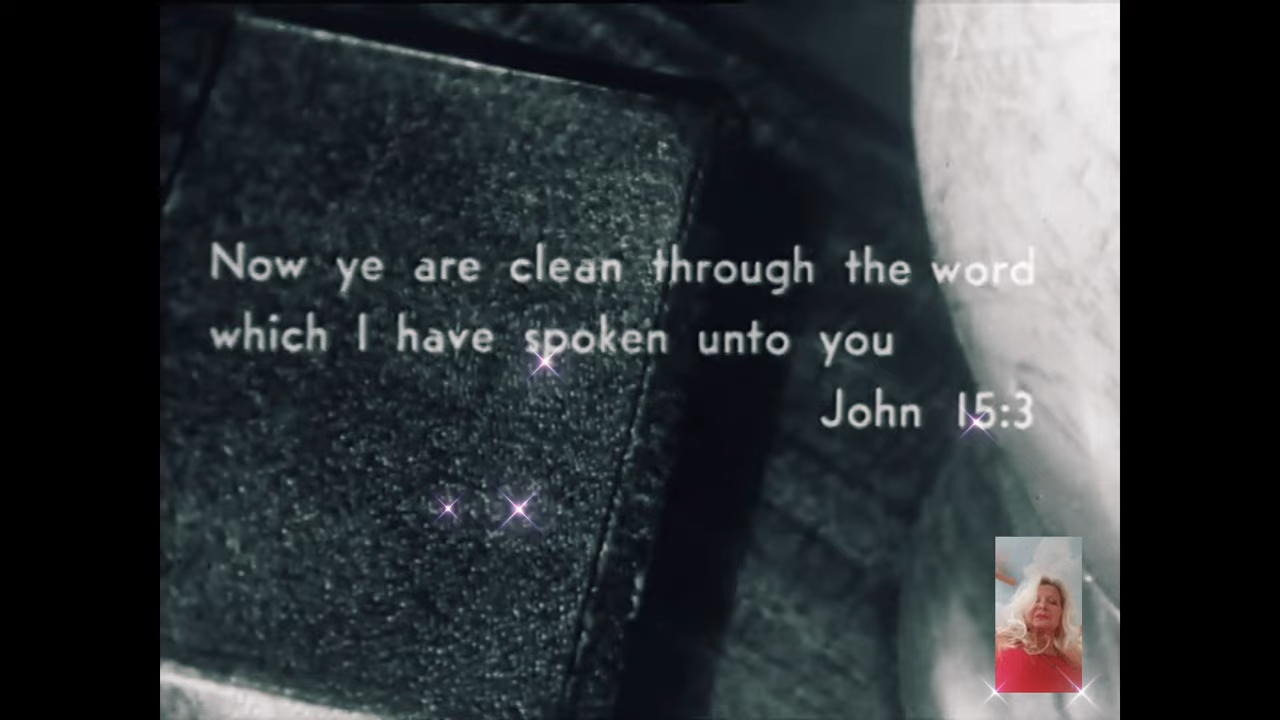 Now ye are clean through the word
which I have spoken unto you
John 15:3